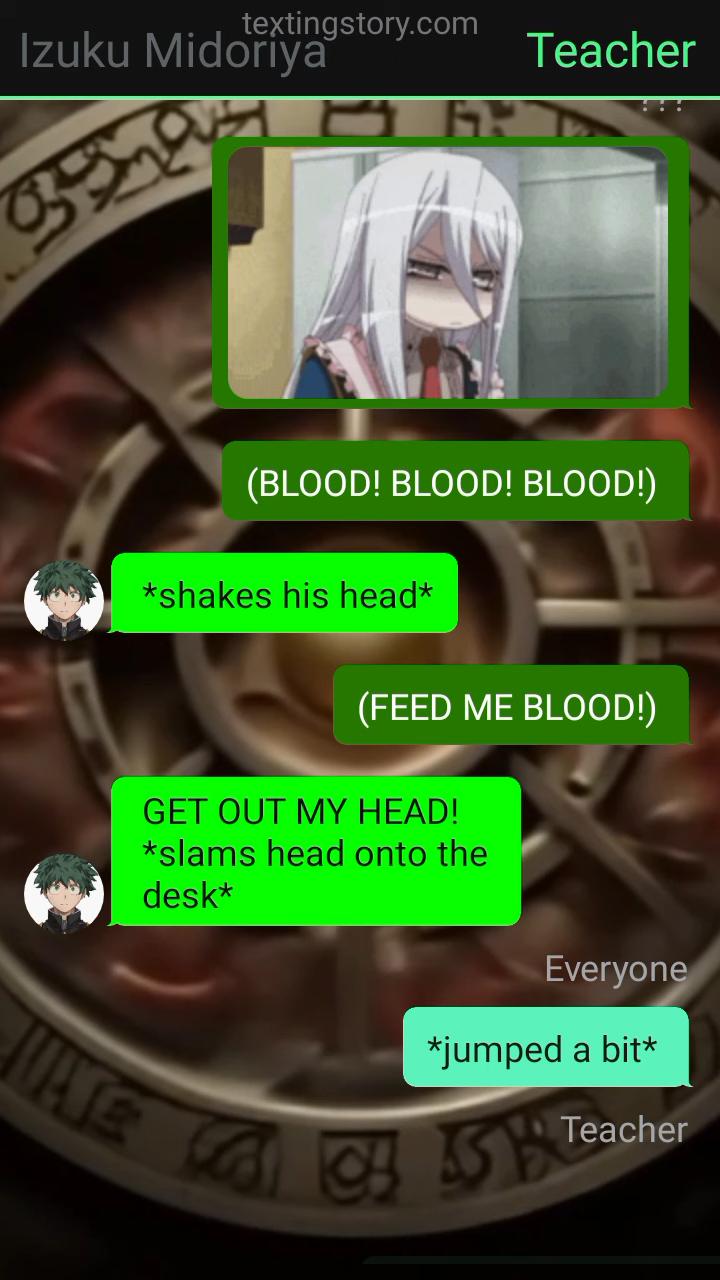 textingstory.com
Izuku Midoriya
Teacher
???
(BLOOD! BLOOD! BLOOD!)
*shakes his head*
(FEED ME BLOOD!)
GET OUT MY HEAD!
*slams head onto the
desk*
Everyone
*jumped a bit*
Teacher